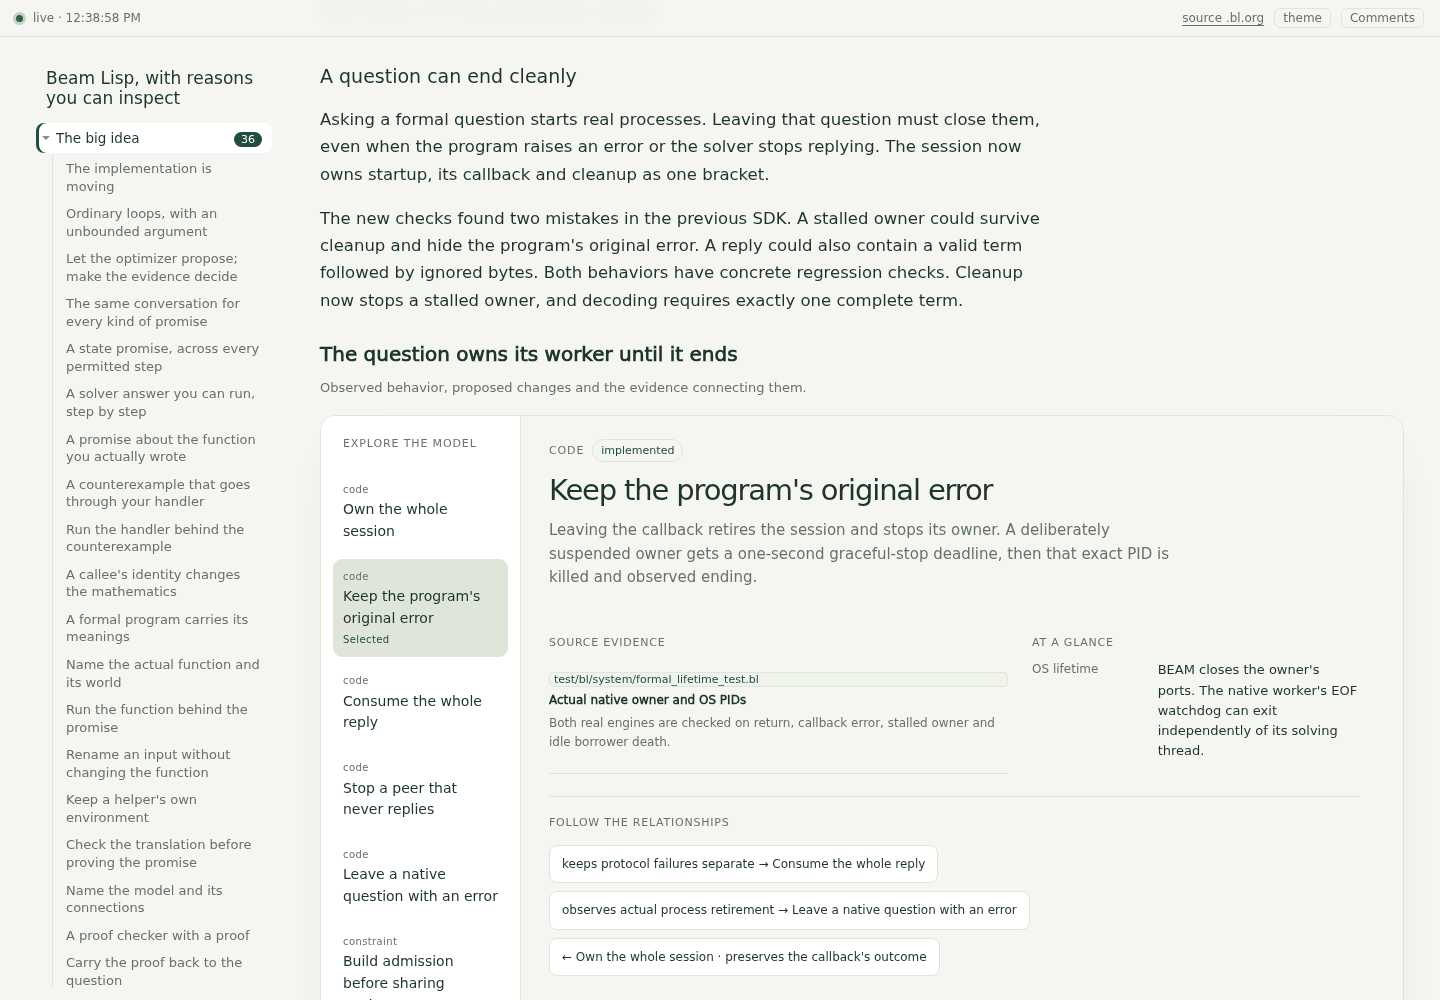 live · 12:38:58 PM
source .bl.org
theme
Comments
Beam Lisp, with reasons
you can inspect
The big idea
36
The implementation is
moving
Ordinary loops, with an
unbounded argument
Let the optimizer propose;
make the evidence decide
The same conversation for
every kind of promise
A state promise, across every
permitted step
A solver answer you can run,
step by step
A promise about the function
you actually wrote
A counterexample that goes
through your handler
Run the handler behind the
counterexample
A callee's identity changes
the mathematics
A formal program carries its
meanings
Name the actual function and
its world
Run the function behind the
promise
Rename an input without
changing the function
Keep a helper's own
environment
Check the translation before
proving the promise
Name the model and its
connections
A proof checker with a proof
Carry the proof back to the
question
A question can end cleanly
Asking a formal question starts real processes. Leaving that question must close them,
even when the program raises an error or the solver stops replying. The session now
owns startup, its callback and cleanup as one bracket.
The new checks found two mistakes in the previous SDK. A stalled owner could survive
cleanup and hide the program's original error. A reply could also contain a valid term
followed by ignored bytes. Both behaviors have concrete regression checks. Cleanup
now stops a stalled owner, and decoding requires exactly one complete term.
The question owns its worker until it ends
Observed behavior, proposed changes and the evidence connecting them.
EXPLORE THE MODEL
code
Own the whole
session
code
Keep the program's
original error
Selected
code
Consume the whole
reply
code
Stop a peer that
never replies
code
Leave a native
question with an error
constraint
Build admission
before sharing
CODE
implemented
Keep the program's original error
Leaving the callback retires the session and stops its owner. A deliberately
suspended owner gets a one-second graceful-stop deadline, then that exact PID is
killed and observed ending.
SOURCE EVIDENCE
test/bl/system/formal_lifetime_test.bl
Actual native owner and OS PIDs
Both real engines are checked on return, callback error, stalled owner and
idle borrower death.
AT A GLANCE
OS lifetime
BEAM closes the owner's
ports. The native worker's EOF
watchdog can exit
independently of its solving
thread.
FOLLOW THE RELATIONSHIPS
keeps protocol failures separate → Consume the whole reply
observes actual process retirement → Leave a native question with an error
← Own the whole session · preserves the callback's outcome